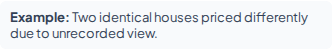 Example: Two identical houses priced differently
due to unrecorded view.